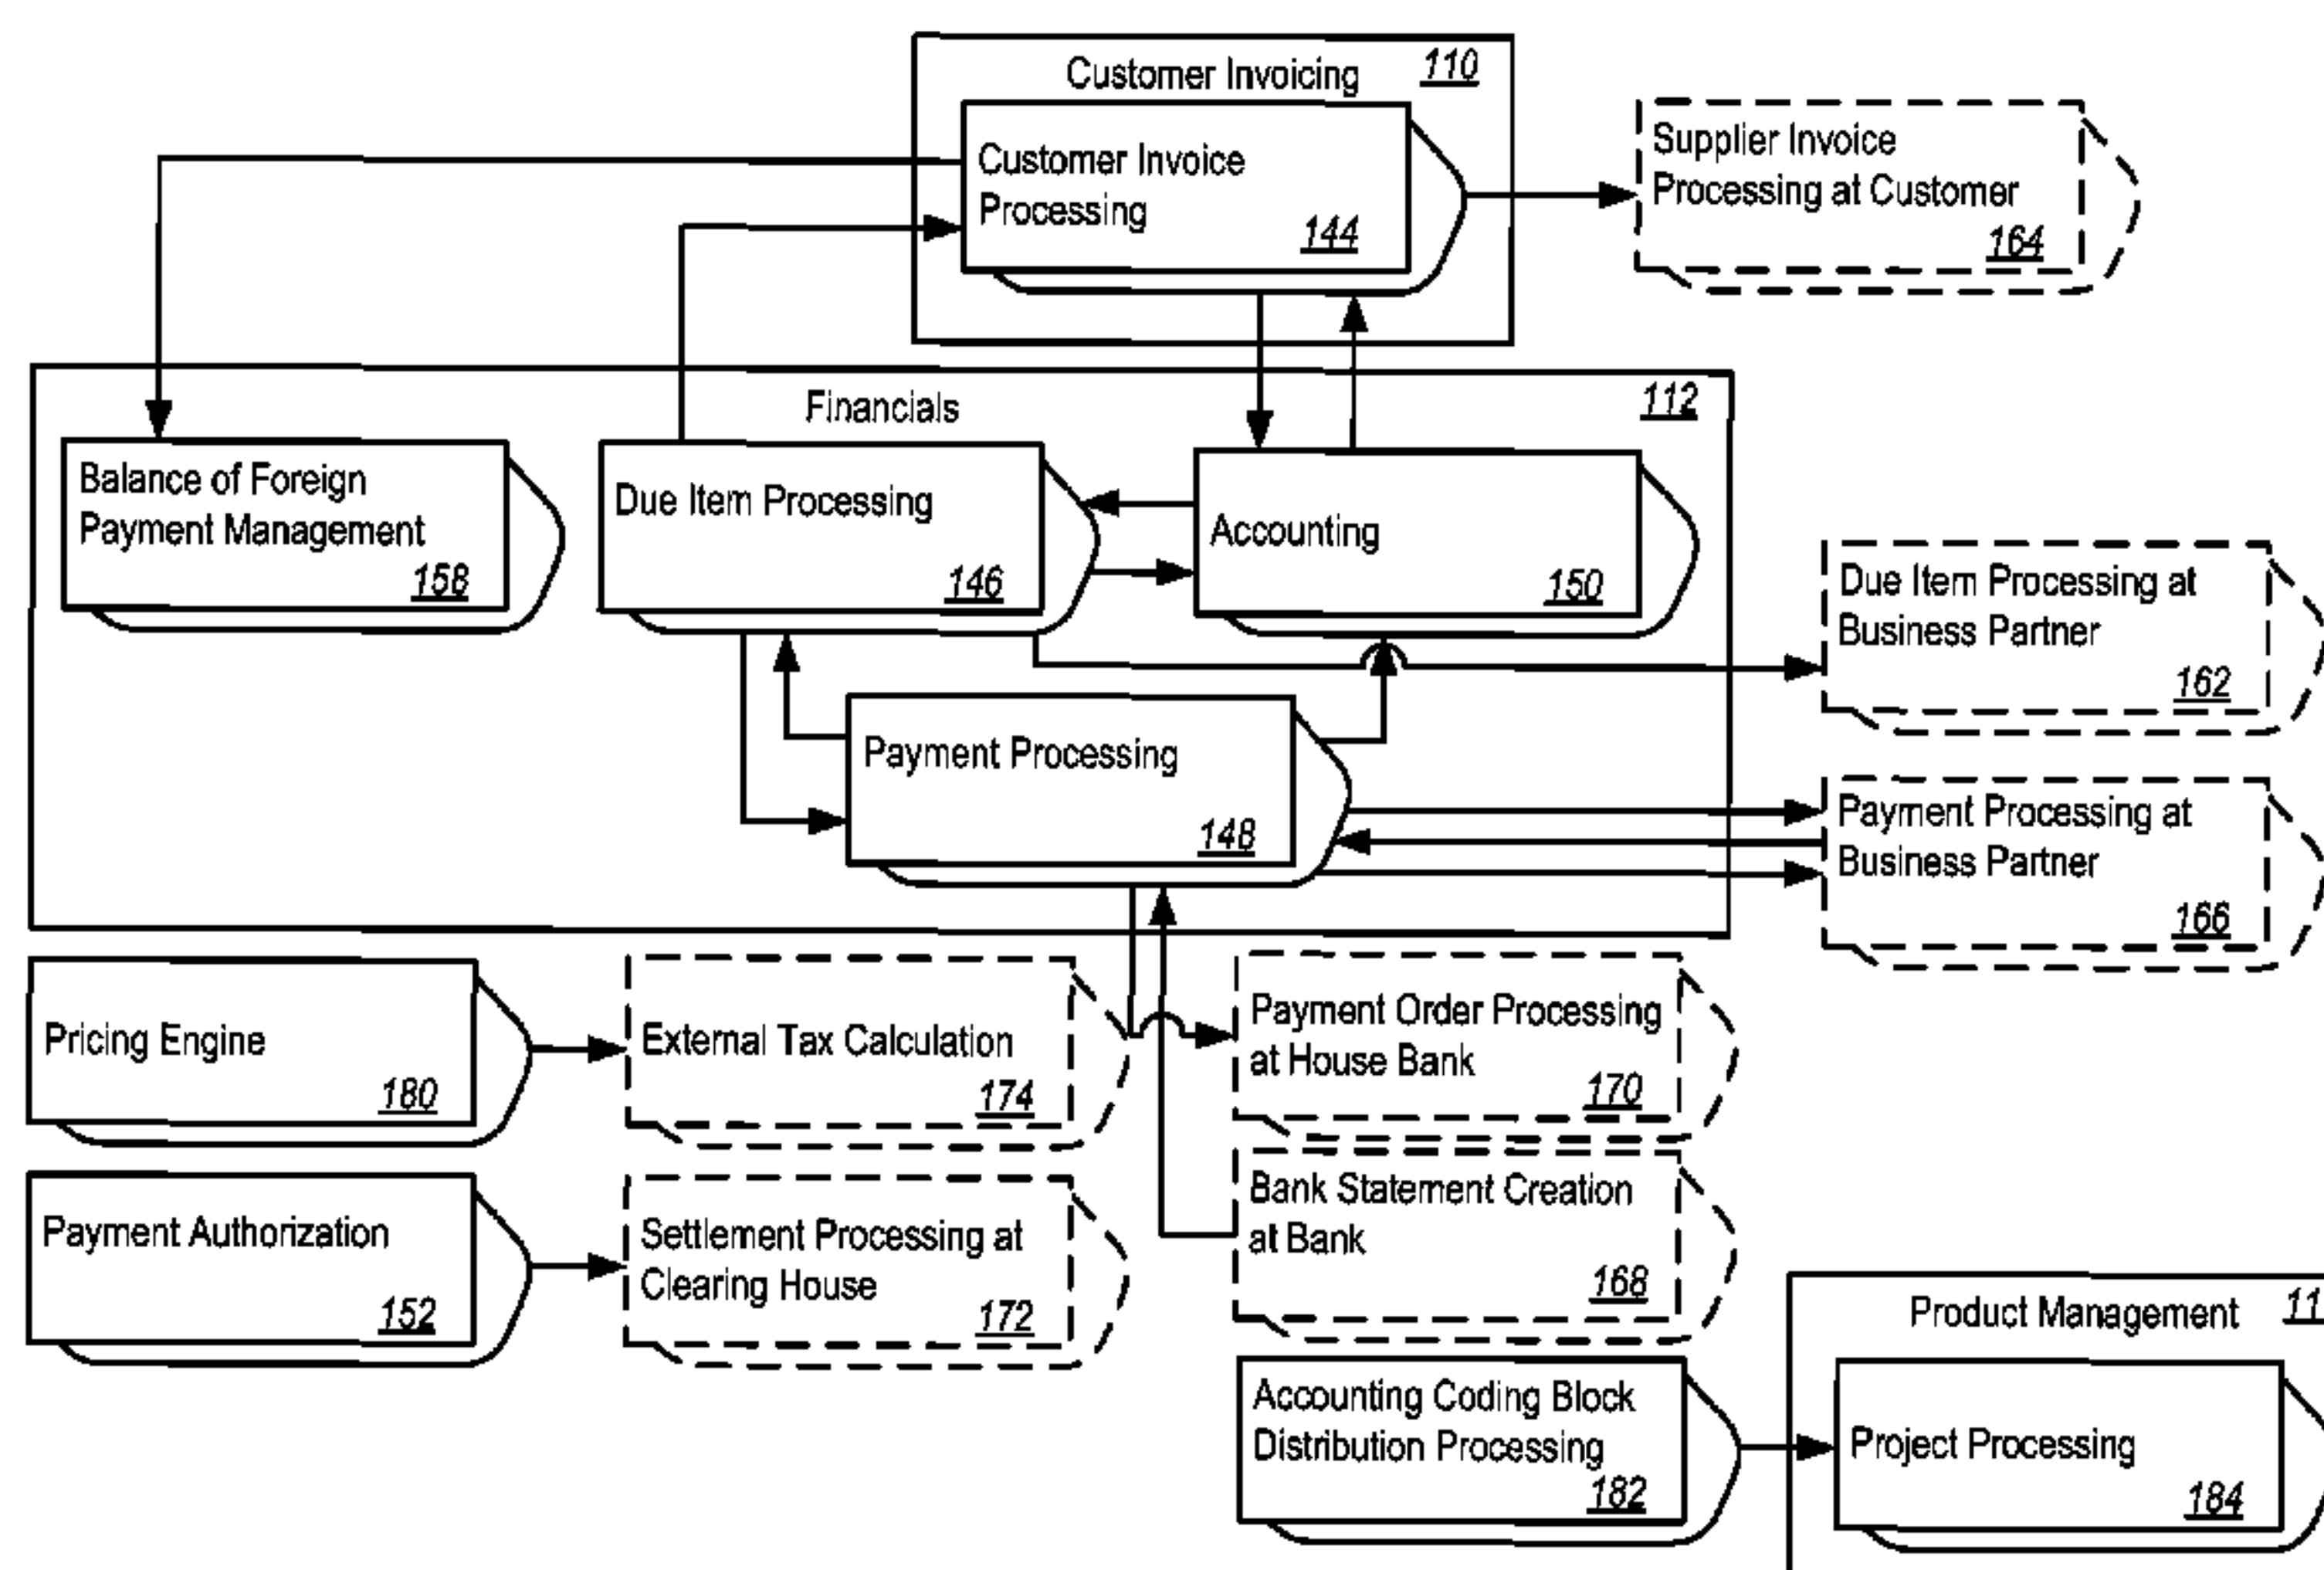 Customer Invoicing 110
Customer Invoice
Processing
144
Supplier Invoice
Processing at Customer
164
Financials 112
Balance of Foreign
Payment Management
158
Due Item Processing
146
Accounting
150
Due Item Processing at
Business Partner
162
Payment Processing
148
Payment Processing at
Business Partner
166
Pricing Engine
180
External Tax Calculation
174
Payment Order Processing
at House Bank
170
Payment Authorization
152
Settlement Processing at
Clearing House
172
Bank Statement Creation
at Bank
168
Accounting Coding Block
Distribution Processing
182
Product Management
Project Processing
184